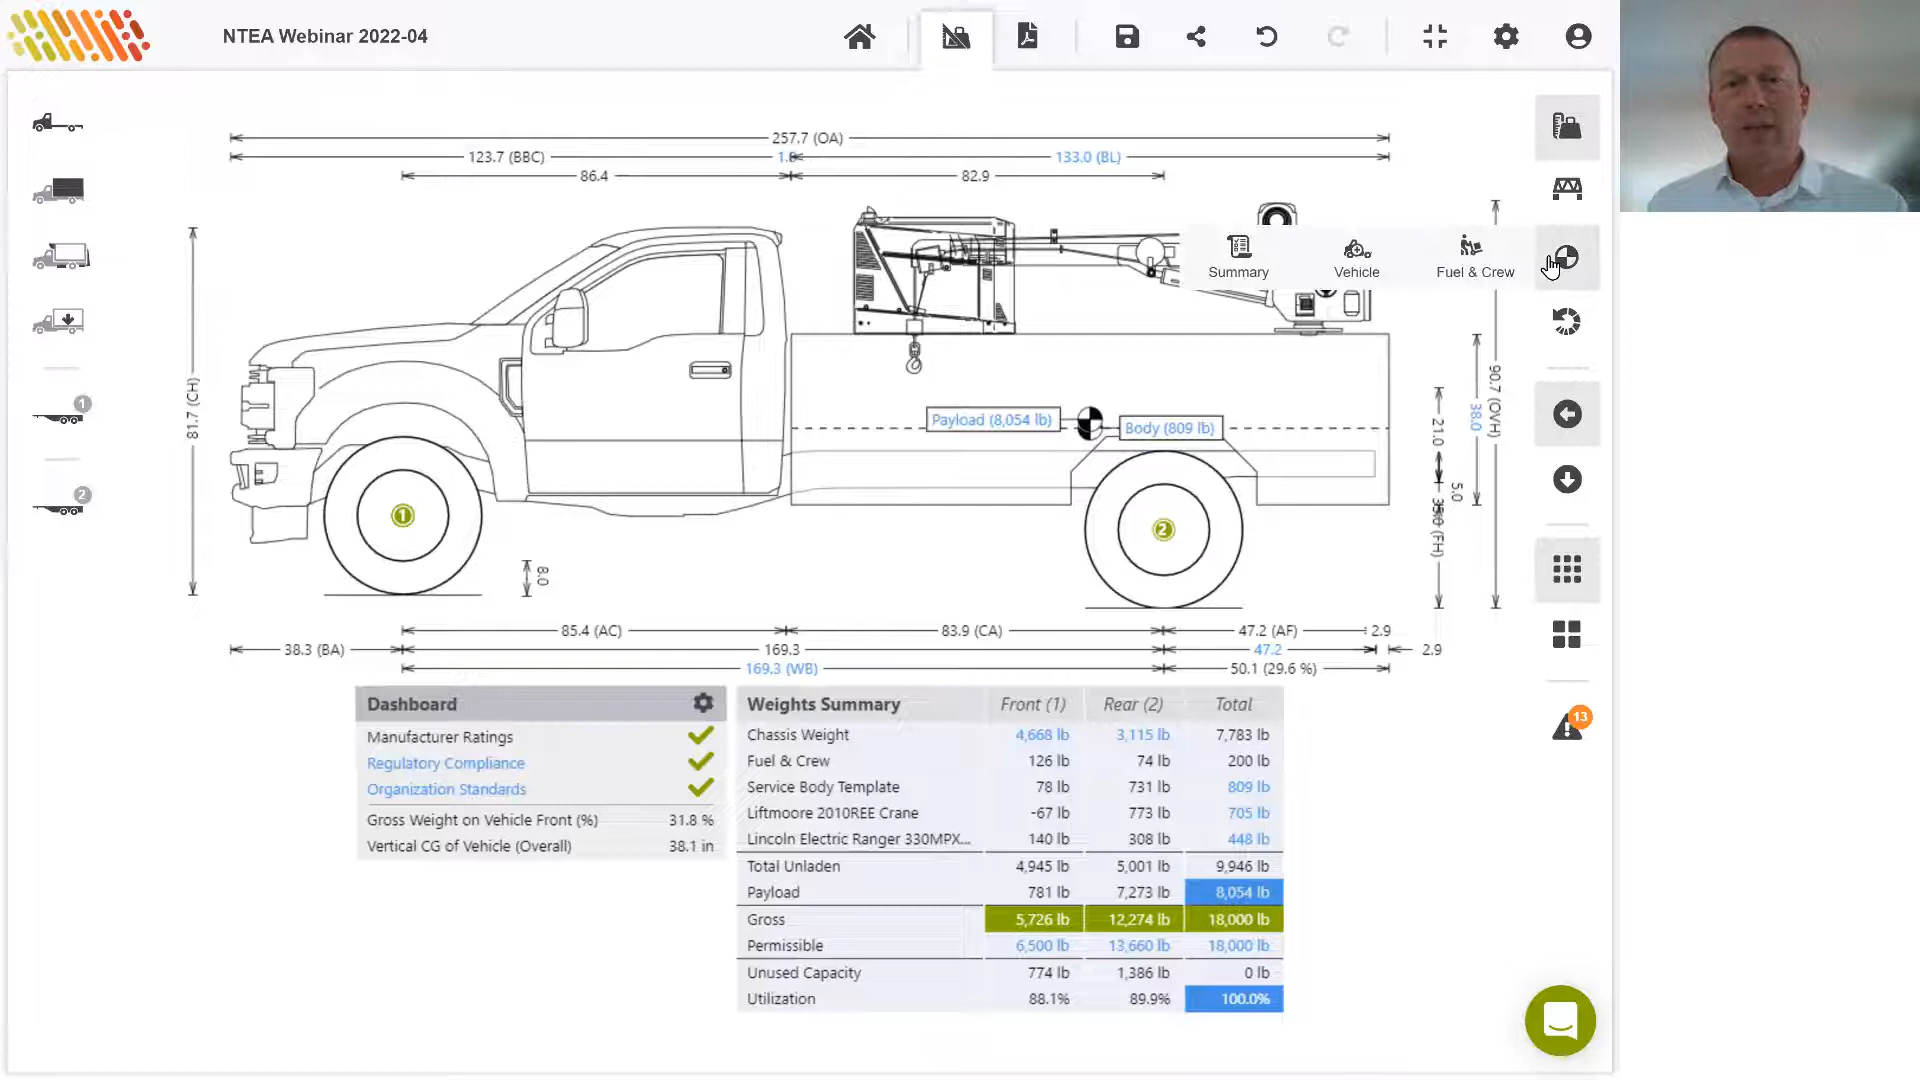 NTEA Webinar 2022-04
257.7 (OA)
123.7 (BBC)
133.0 (BL)
86.4
82.9
Summary
Vehicle
Fuel & Crew
81.7 (CH)
90.7 (OVH)
38.0
21.0
5.0
Payload (8,054 lb)
Body (809 lb)
1
2
1
2
8.0
85.4 (AC)
83.9 (CA)
47.2 (AF)
2.9
38.3 (BA)
169.3
47.2
2.9
169.3 (WB)
50.1 (29.6 %)
13
Dashboard
Manufacturer Ratings
Regulatory Compliance
Organization Standards
Gross Weight on Vehicle Front (%) 31.8 %
Vertical CG of Vehicle (Overall) 38.1 in
Weights Summary Front (1) Rear (2) Total
Chassis Weight 4,668 lb 3,115 lb 7,783 lb
Fuel & Crew 126 lb 74 lb 200 lb
Service Body Template 78 lb 731 lb 809 lb
Liftmoore 2010REE Crane -67 lb 773 lb 705 lb
Lincoln Electric Ranger 330MPX... 140 lb 308 lb 448 lb
Total Unladen 4,945 lb 5,001 lb 9,946 lb
Payload 781 lb 7,273 lb 8,054 lb
Gross 5,726 lb 12,274 lb 18,000 lb
Permissible 6,500 lb 13,660 lb 18,000 lb
Unused Capacity 774 lb 1,386 lb 0 lb
Utilization 88.1% 89.9% 100.0%